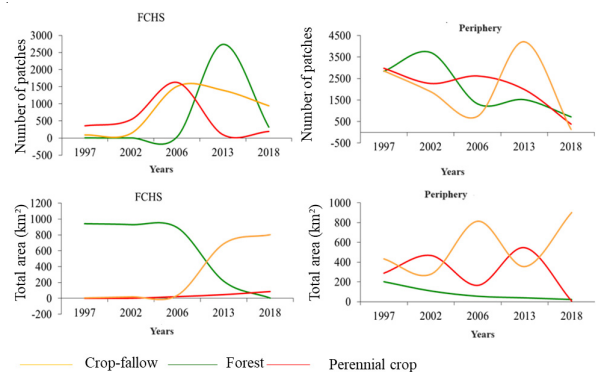 FCHS
Number of patches
3000
2500
2000
1500
1000
500
0
-500
1997 2002 2006 2013 2018
Years
Periphery
Number of patches
4500
3500
2500
1500
500
-500
1997 2002 2006 2013 2018
Years
FCHS
Total area (km²)
1200
1000
800
600
400
200
0
-200
1997 2002 2006 2013 2018
Years
Periphery
Total area (km²)
1000
800
600
400
200
0
1997 2002 2006 2013 2018
Years
Crop-fallow Forest Perennial crop